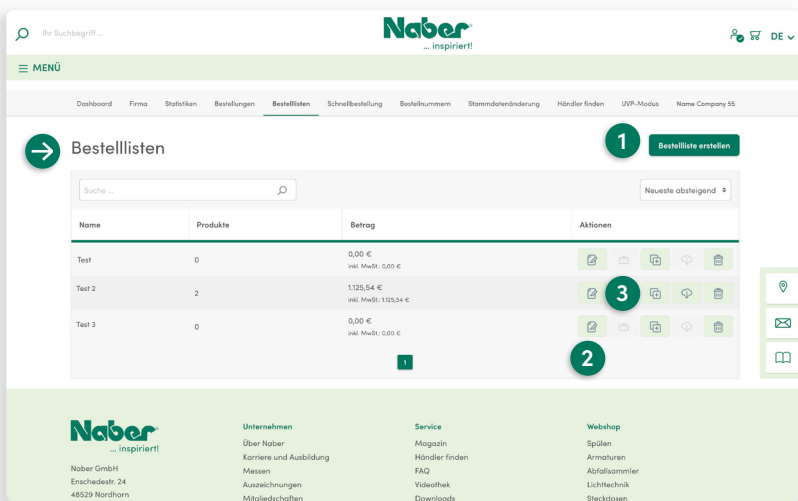 Ihr Suchbegriff ...
Naber
... inspiriert!
DE
MENÜ
Dashboard Firma Statistiken Bestellungen Bestelllisten Schnellbestellung Bestellnummern Stammdatenänderung Händler finden UVP-Modus Name Company 55
Bestelllisten
1
Bestellliste erstellen
Suche ...
Neueste absteigend
Name Produkte Betrag Aktionen
Test 0 0,00 €
inkl. MwSt.: 0,00 €
Test 2 2 1.125,54 €
inkl. MwSt.: 1.125,54 €
3
Test 3 0 0,00 €
inkl. MwSt.: 0,00 €
1
2
Naber
... inspiriert!
Naber GmbH
Enschedestr. 24
48529 Nordhorn
Unternehmen
Über Naber
Karriere und Ausbildung
Messen
Auszeichnungen
Mitgliedschaften
Service
Magazin
Händler finden
FAQ
Videothek
Downloads
Webshop
Spülen
Armaturen
Abfallsammler
Lichttechnik
Steckdosen